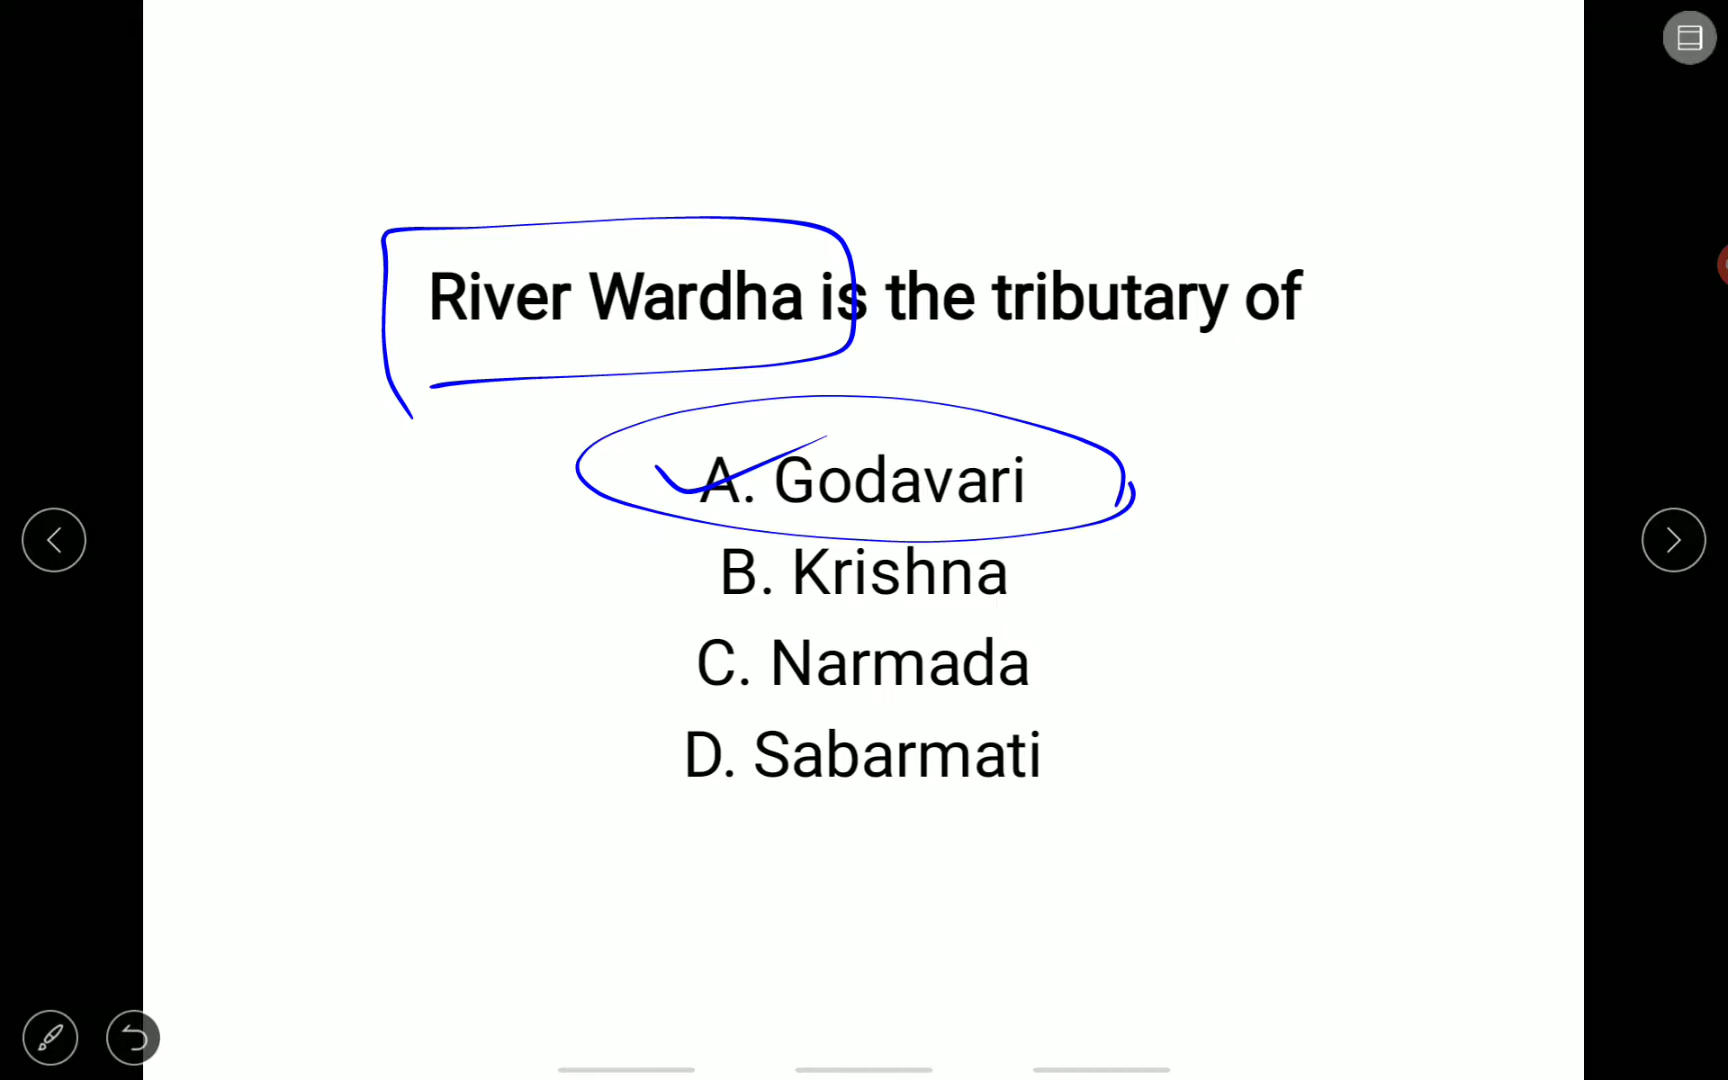 River Wardha is the tributary of
A. Godavari
B. Krishna
C. Narmada
D. Sabarmati